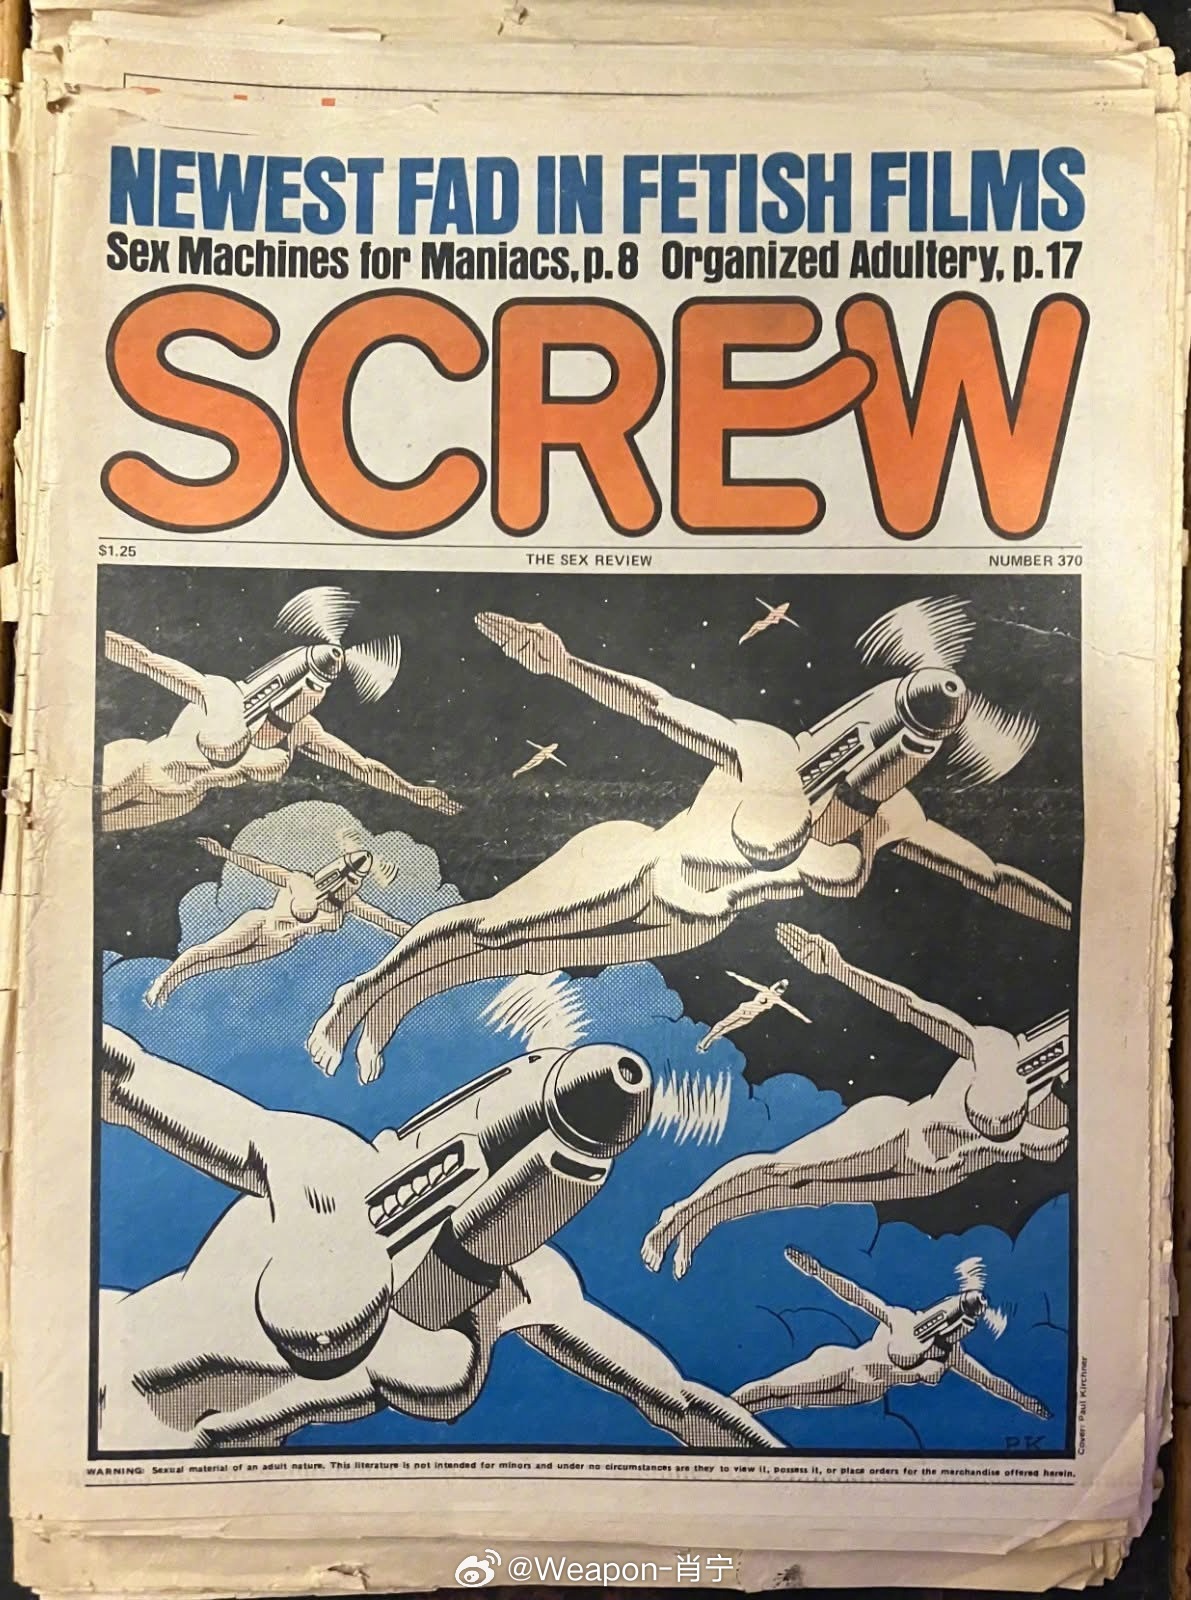 NEWEST FAD IN FETISH FILMS
Sex Machines for Maniacs, p. 8 Organized Adultery, p. 17
SCREW
$1.25 THE SEX REVIEW NUMBER 370
PK
Cover: Paul Kirchner
WARNING: Sexual material of an adult nature. This literature is not intended for minors and under no circumstances are they to view it, possess it, or place orders for the merchandise offered herein.
@Weapon-肖宁